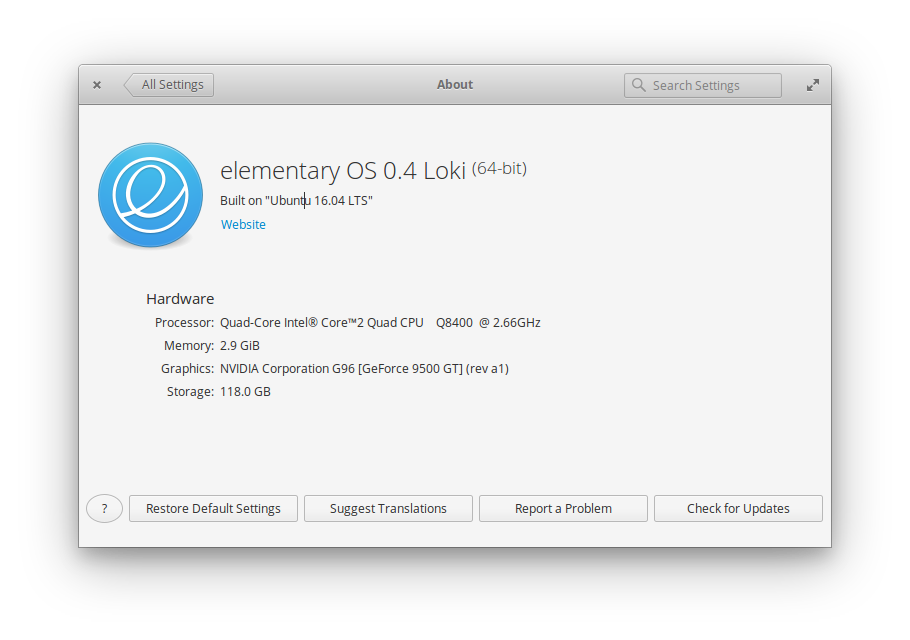 All Settings
About
Search Settings
elementary OS 0.4 Loki (64-bit)
Built on "Ubuntu 16.04 LTS"
Website
Hardware
Processor: Quad-Core Intel® Core™2 Quad CPU    Q8400  @ 2.66GHz
Memory: 2.9 GiB
Graphics: NVIDIA Corporation G96 [GeForce 9500 GT] (rev a1)
Storage: 118.0 GB
? Restore Default Settings Suggest Translations Report a Problem Check for Updates